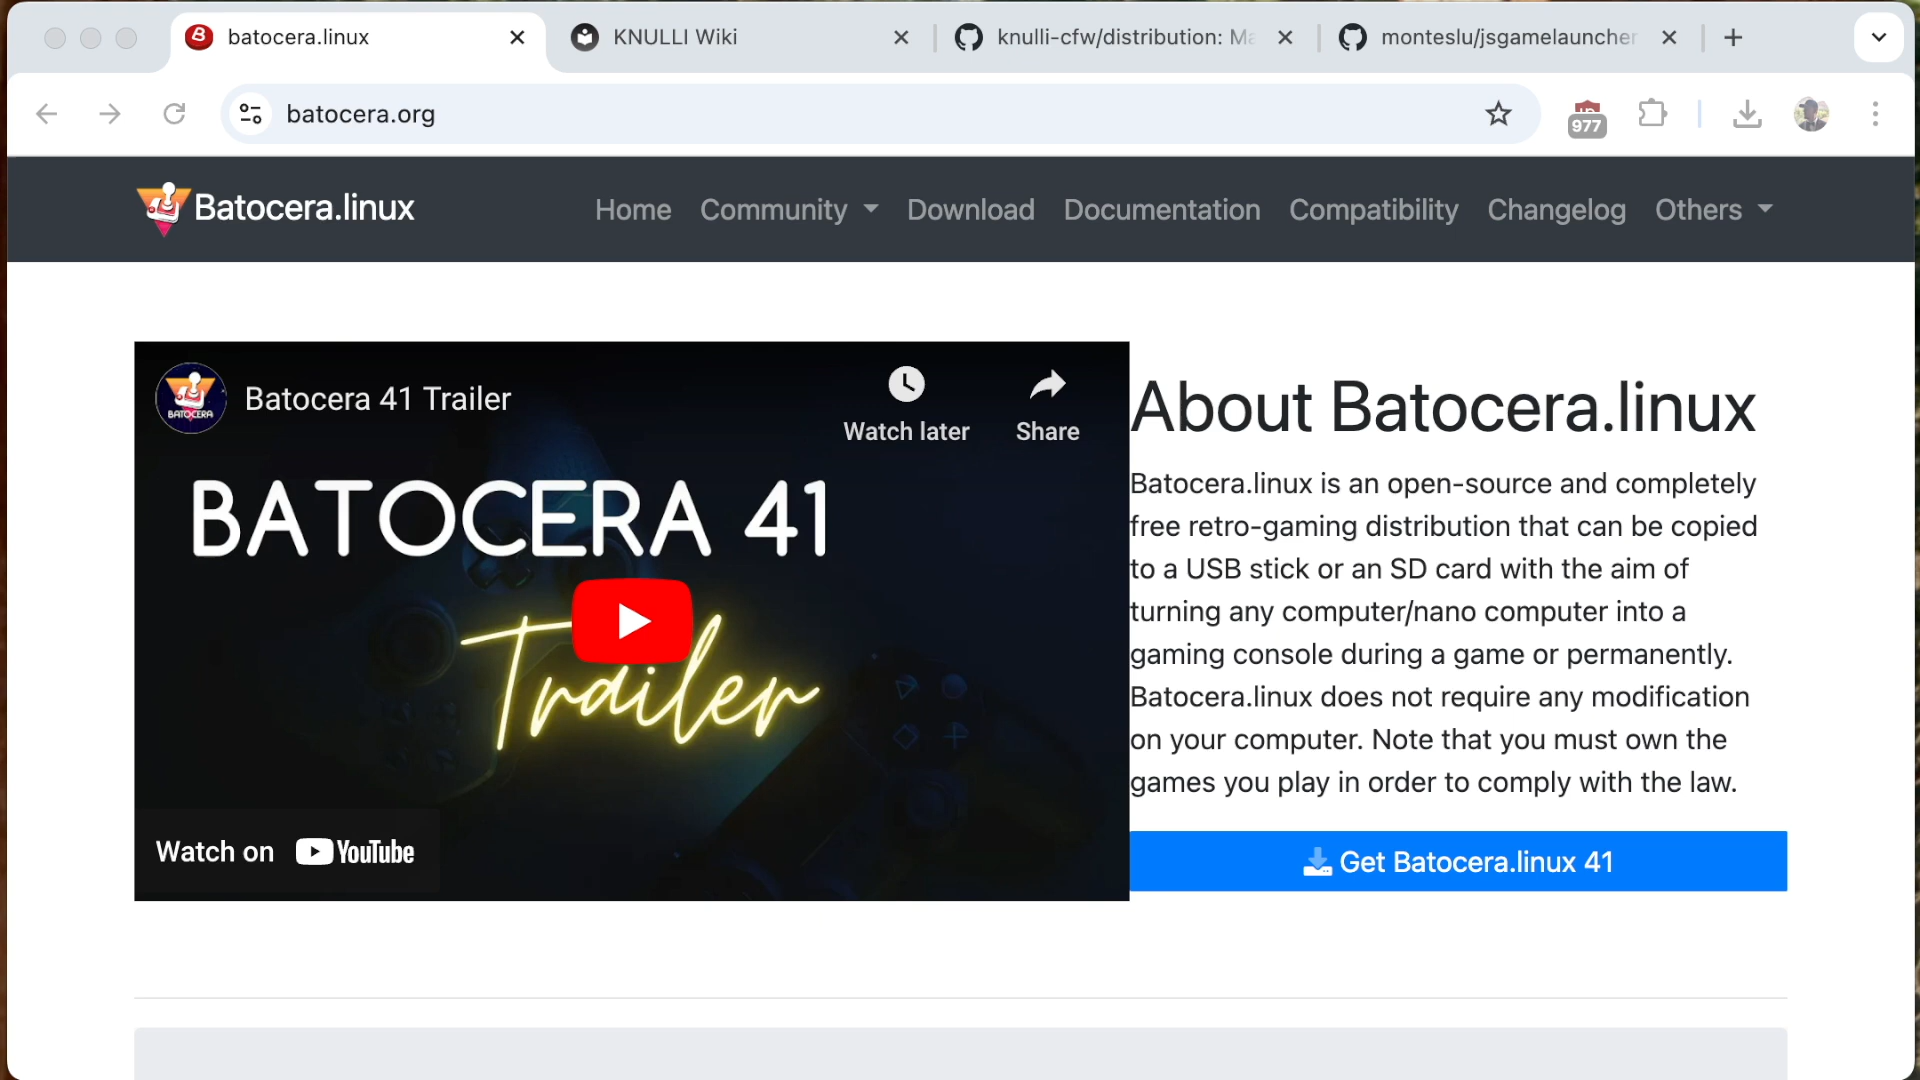 batocera.linux
KNULLI Wiki
knulli-cfw/distribution: Ma
monteslu/jsgamelauncher
batocera.org
977
Batocera.linux
Home
Community
Download
Documentation
Compatibility
Changelog
Others
BATOCERA
Batocera 41 Trailer
Watch later
Share
BATOCERA 41
Trailer
Watch on YouTube
About Batocera.linux
Batocera.linux is an open-source and completely
free retro-gaming distribution that can be copied
to a USB stick or an SD card with the aim of
turning any computer/nano computer into a
gaming console during a game or permanently.
Batocera.linux does not require any modification
on your computer. Note that you must own the
games you play in order to comply with the law.
Get Batocera.linux 41